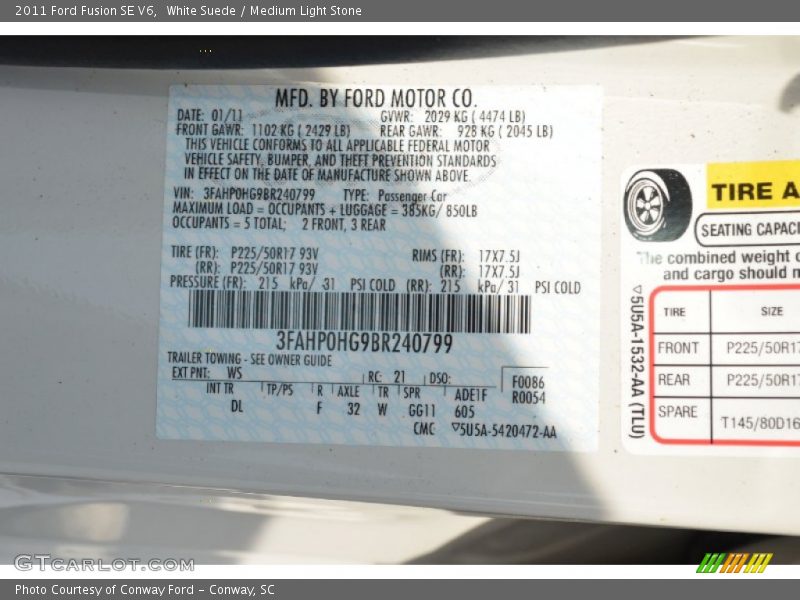 2011 Ford Fusion SE V6,  White Suede / Medium Light Stone
MFD. BY FORD MOTOR CO.
DATE: 01/11 GVWR: 2029 KG ( 4474 LB)
FRONT GAWR: 1102 KG ( 2429 LB) REAR GAWR: 928 KG ( 2045 LB)
THIS VEHICLE CONFORMS TO ALL APPLICABLE FEDERAL MOTOR
VEHICLE SAFETY, BUMPER, AND THEFT PREVENTION STANDARDS
IN EFFECT ON THE DATE OF MANUFACTURE SHOWN ABOVE.
VIN: 3FAHP0HG9BR240799 TYPE: Passenger Car
MAXIMUM LOAD = OCCUPANTS + LUGGAGE = 385KG/ 850LB
OCCUPANTS = 5 TOTAL; 2 FRONT, 3 REAR
TIRE (FR): P225/50R17 93V RIMS (FR): 17X7.5J
(RR): P225/50R17 93V (RR): 17X7.5J
PRESSURE (FR): 215 kPa/ 31 PSI COLD (RR): 215 kPa/ 31 PSI COLD
3FAHP0HG9BR240799
TRAILER TOWING - SEE OWNER GUIDE
EXT PNT: WS RC: 21 DSO: F0086
INT TR TP/PS R AXLE TR SPR ADE1F R0054
DL F 32 W GG11 605
CMC ▽5U5A-5420472-AA
TIRE A
SEATING CAPACI
The combined weight o
and cargo should n
▽5U5A-1532-AA (TLU)
TIRE SIZE
FRONT P225/50R17
REAR P225/50R17
SPARE T145/80D16
GTCARLOT.COM
Photo Courtesy of Conway Ford - Conway, SC